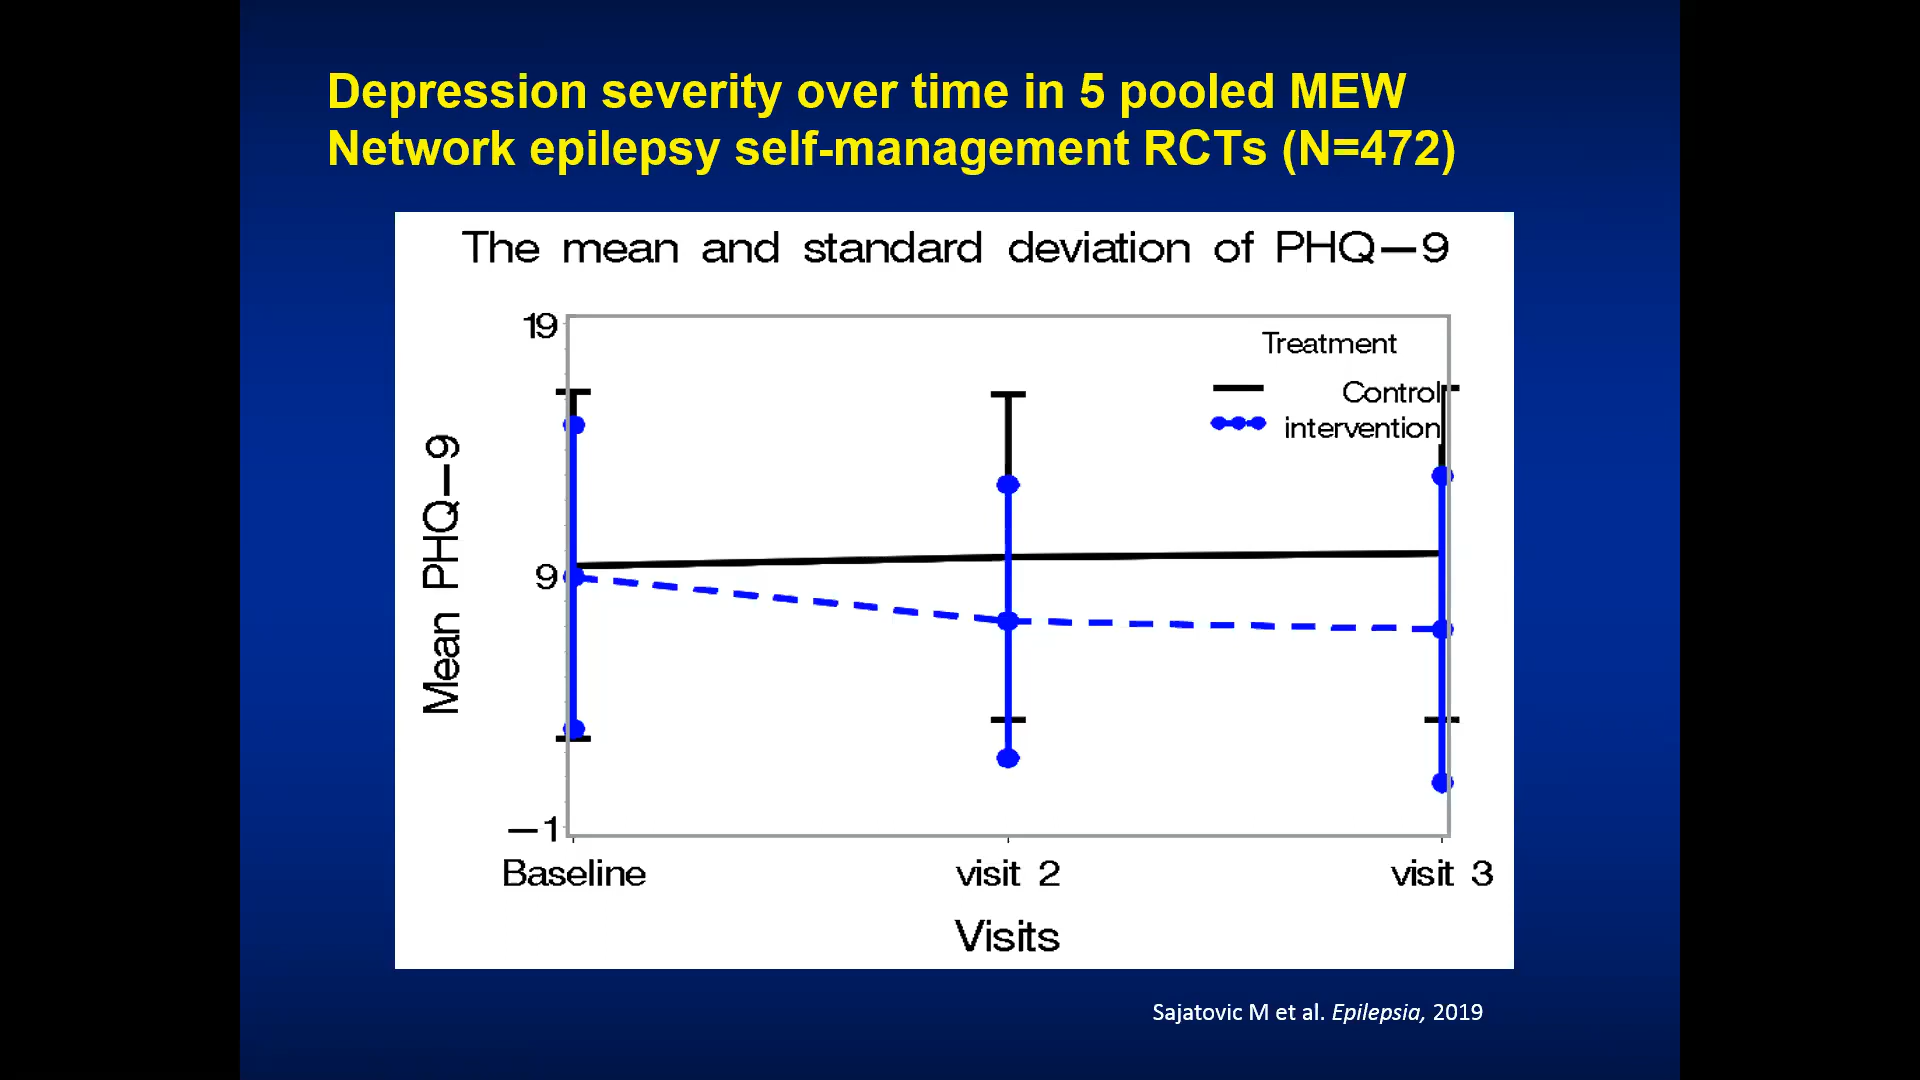 Depression severity over time in 5 pooled MEW
Network epilepsy self-management RCTs (N=472)
The mean and standard deviation of PHQ-9
19
Treatment
Control
intervention
Mean PHQ-9
9
-1
Baseline
visit 2
visit 3
Visits
Sajatovic M et al. Epilepsia, 2019